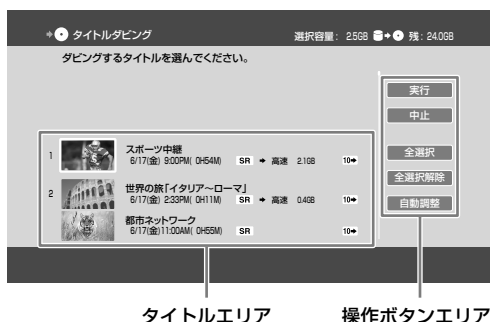 タイトルダビング 選択容量: 2.5GB ➔ 残: 24.0GB
ダビングするタイトルを選んでください。
実行
中止
全選択
全選択解除
自動調整
1 スポーツ中継
6/17(金) 9:00PM( 0H54M) SR ➔ 高速 2.1GB 10➔
2 世界の旅「イタリア〜ローマ」
6/17(金) 2:33PM( 0H11M) SR ➔ 高速 0.4GB 10➔
都市ネットワーク
6/17(金)11:00AM( 0H55M) SR 10➔
タイトルエリア 操作ボタンエリア